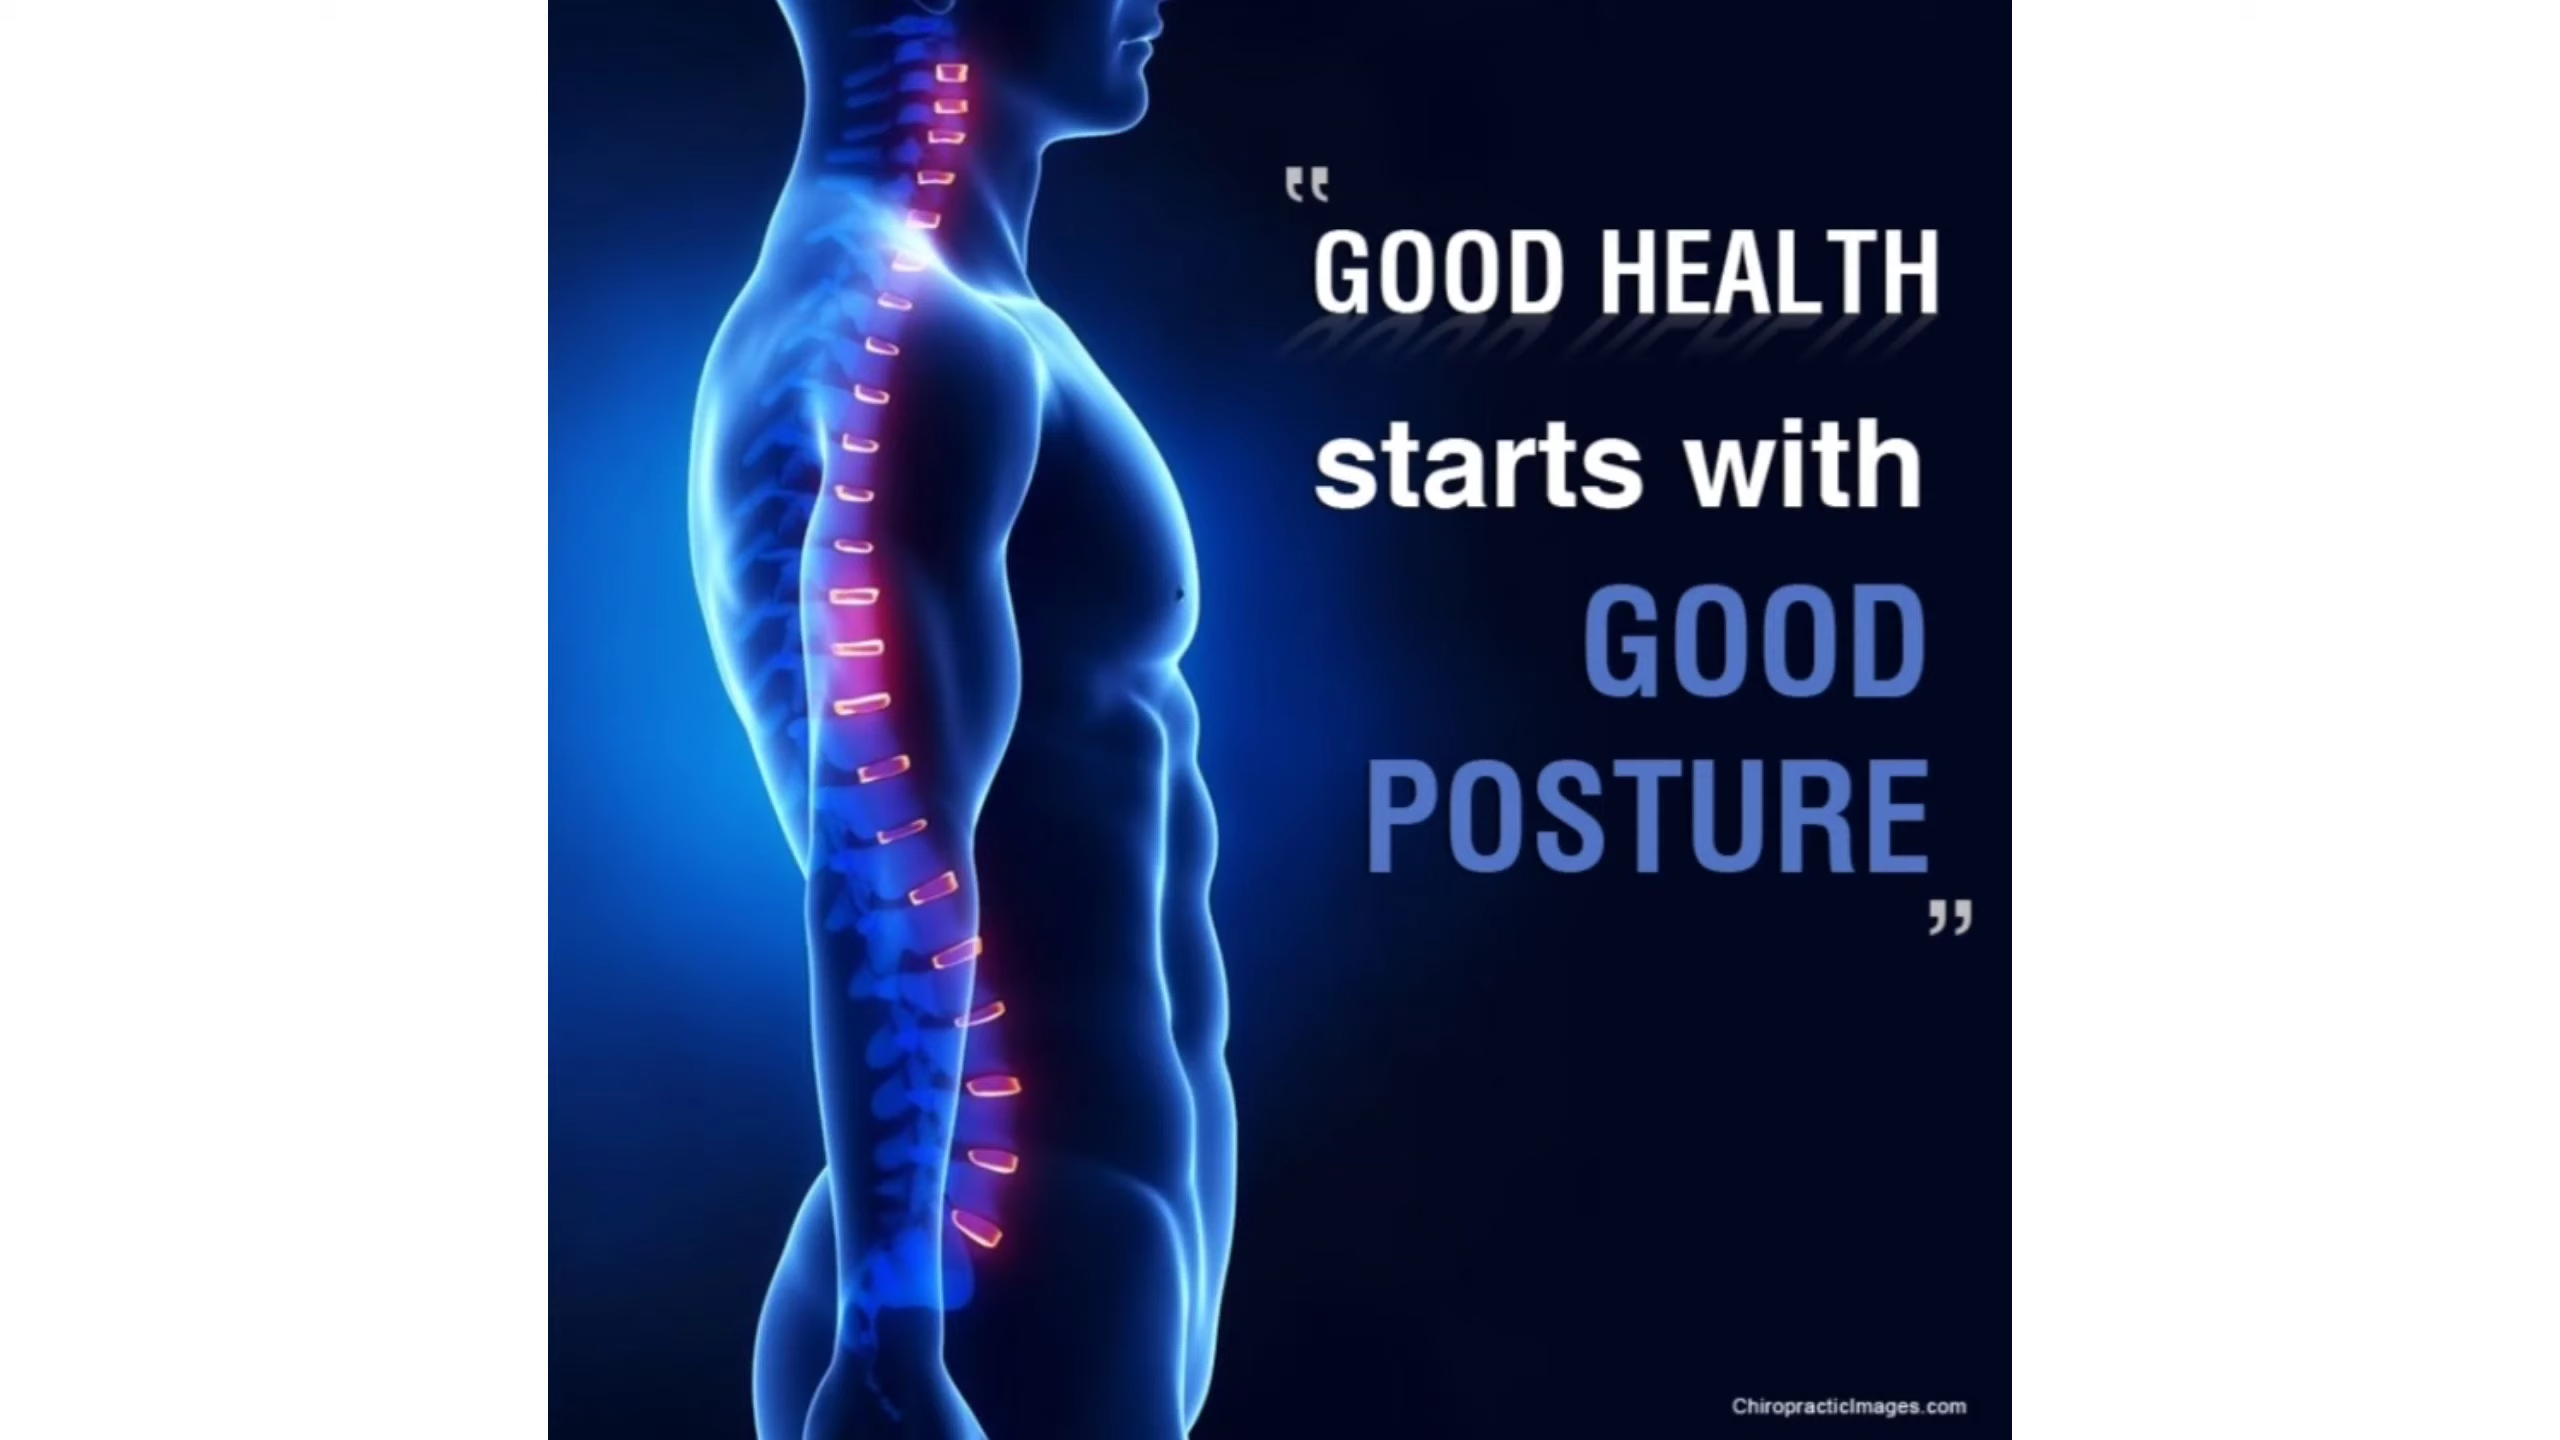 “
GOOD HEALTH
starts with
GOOD
POSTURE
”
ChiropracticImages.com